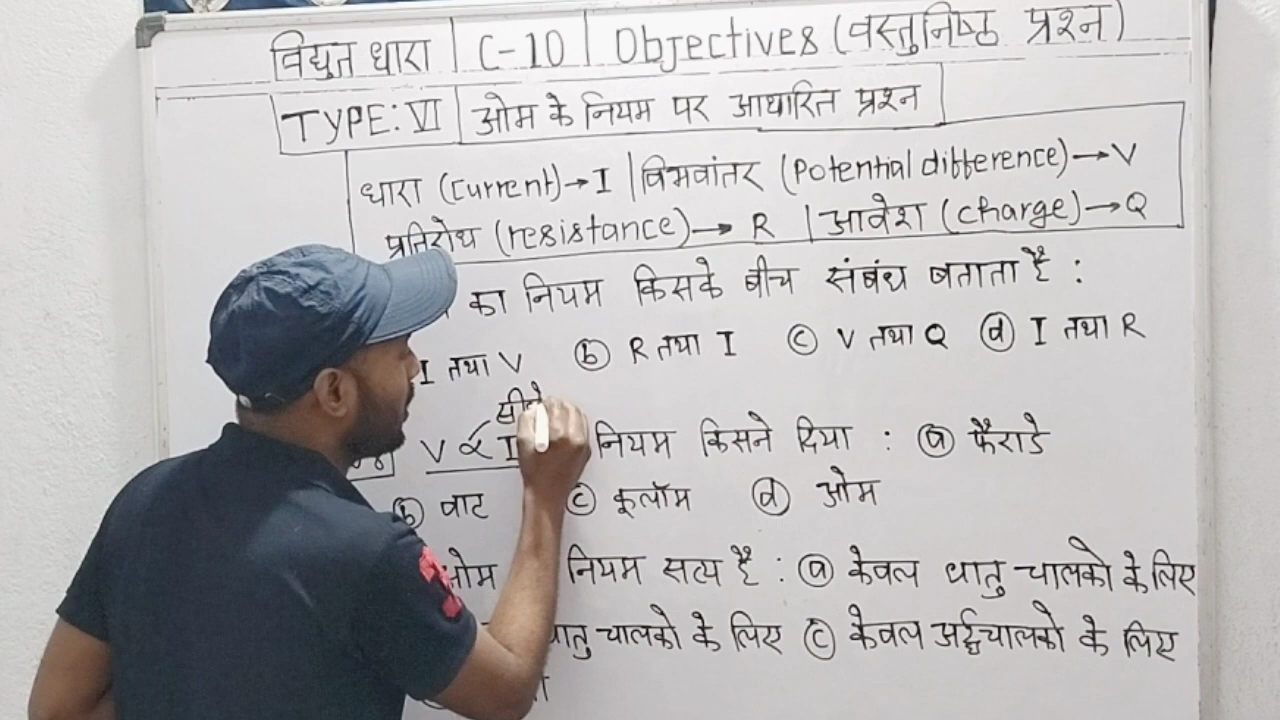 विद्युत धारा | C-10 | Objectives (वस्तुनिष्ठ प्रश्न)
TYPE: VI | ओम के नियम पर आधारित प्रश्न
धारा (current)→ I | विभवांतर (Potential difference)→ V
प्रतिरोध (resistance)→ R | आवेश (charge)→ Q
का नियम किसके बीच संबंध बताता है :
I तथा V (b) R तथा I (c) V तथा Q (d) I तथा R
V ∝ I नियम किसने दिया : (a) फैराडे
(b) वाट (c) कूलॉम (d) ओम
ओम नियम सत्य है : (a) केवल धातु चालको के लिए
चालको के लिए (c) केवल अर्द्धचालको के लिए